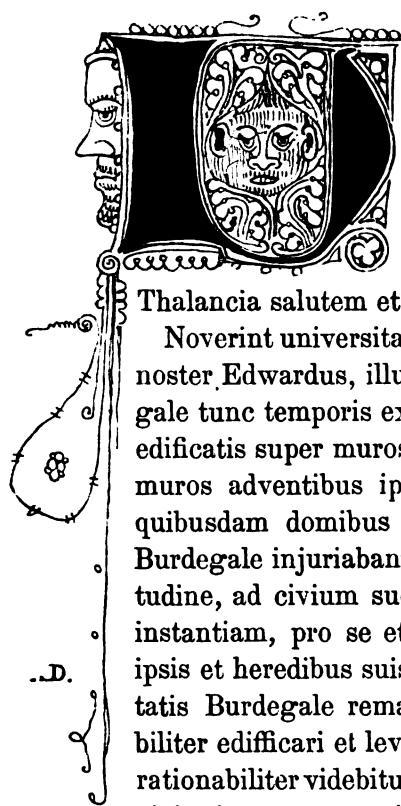 Thalancia salutem et
Noverint universita
noster Edwardus, illu
gale tunc temporis ex
edificatis super muros
muros adventibus ip
quibusdam domibus
Burdegale injuriaban
tudine, ad civium su
instantiam, pro se et
.D.
ipsis et heredibus suis
tatis Burdegale rema
biliter edifficari et lev
rationabiliter videbitu